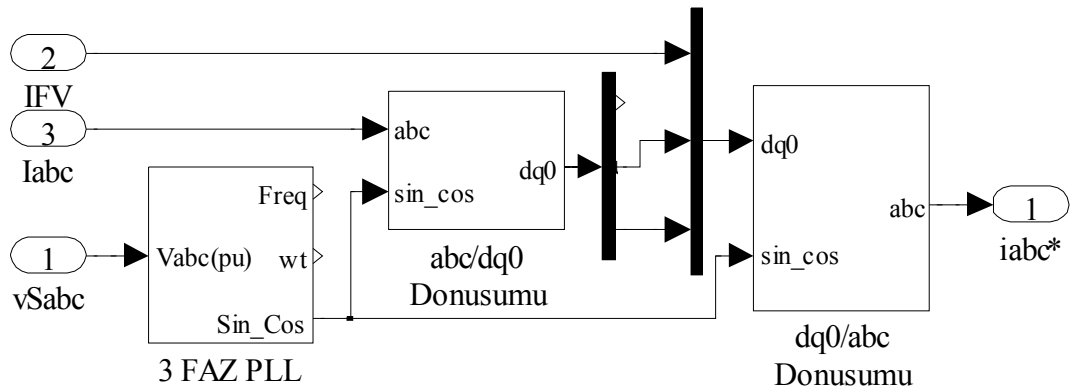 2
IFV
3
Iabc
1
vSabc
Freq
Vabc(pu)
wt
Sin_Cos
3 FAZ PLL
abc
dq0
sin_cos
abc/dq0
Donusumu
dq0
abc
sin_cos
dq0/abc
Donusumu
1
iabc*